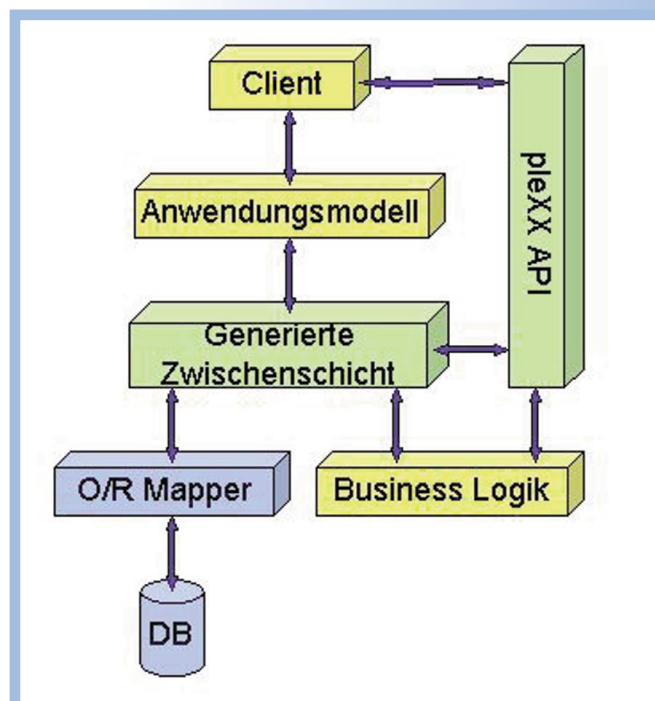 Client
pleXX API
Anwendungsmodell
Generierte
Zwischenschicht
O/R Mapper
Business Logik
DB